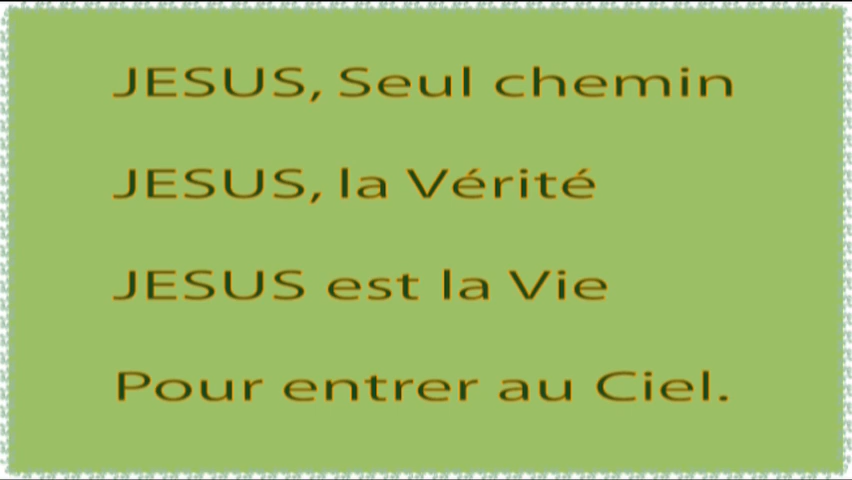 JESUS, Seul chemin
JESUS, la Vérité
JESUS est la Vie
Pour entrer au Ciel.